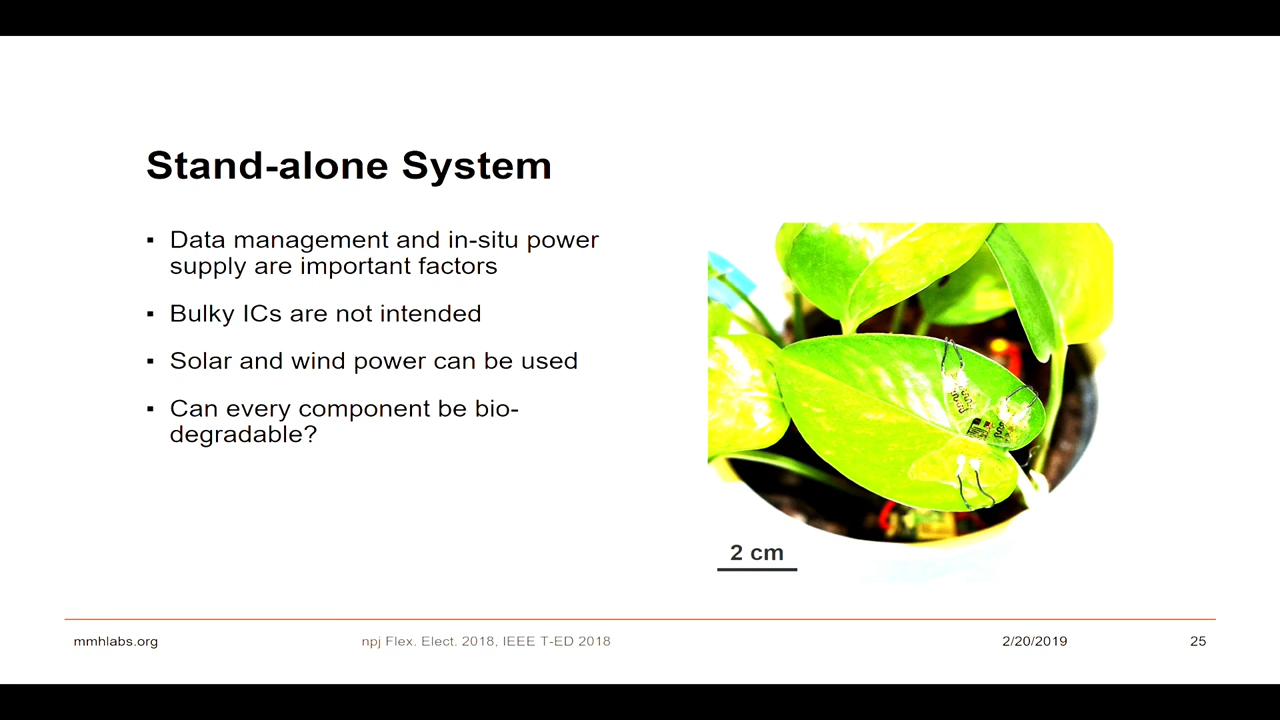 Stand-alone System
▪ Data management and in-situ power
supply are important factors
▪ Bulky ICs are not intended
▪ Solar and wind power can be used
▪ Can every component be bio-
degradable?
2 cm
mmhlabs.org
npj Flex. Elect. 2018, IEEE T-ED 2018
2/20/2019
25